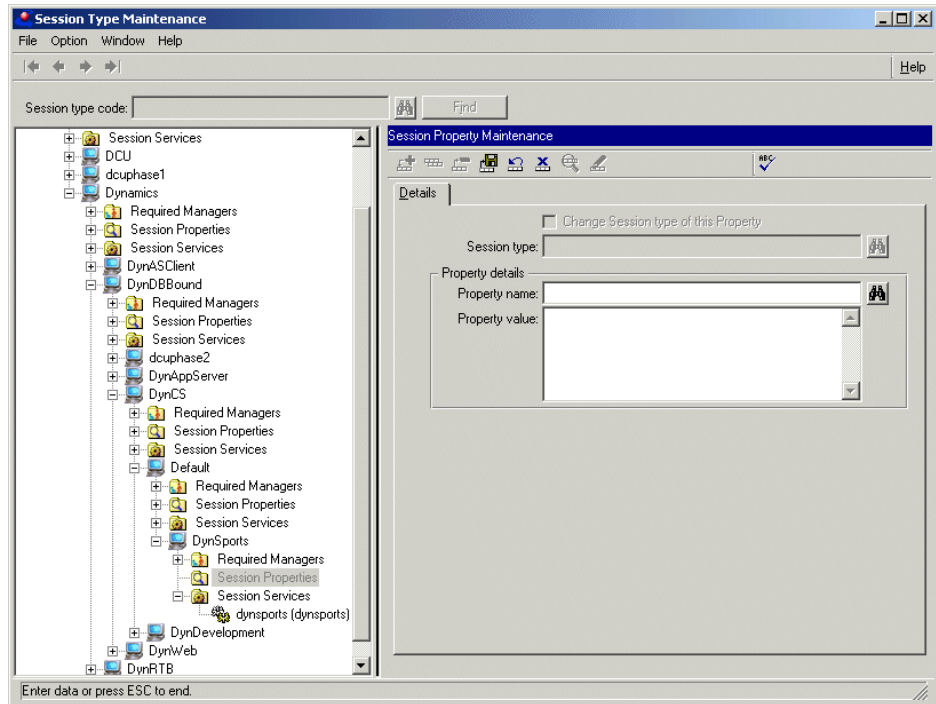 Session Type Maintenance
File Option Window Help
Help
Session type code:
Find
Session Services
DCU
dcuphase1
Dynamics
Required Managers
Session Properties
Session Services
DynASClient
DynDBBound
Required Managers
Session Properties
Session Services
dcuphase2
DynAppServer
DynCS
Required Managers
Session Properties
Session Services
Default
Required Managers
Session Properties
Session Services
DynSports
Required Managers
Session Properties
Session Services
dynsports (dynsports)
DynDevelopment
DynWeb
DynRTB
Session Property Maintenance
ABC
Details
Change Session type of this Property
Session type:
Property details
Property name:
Property value:
Enter data or press ESC to end.